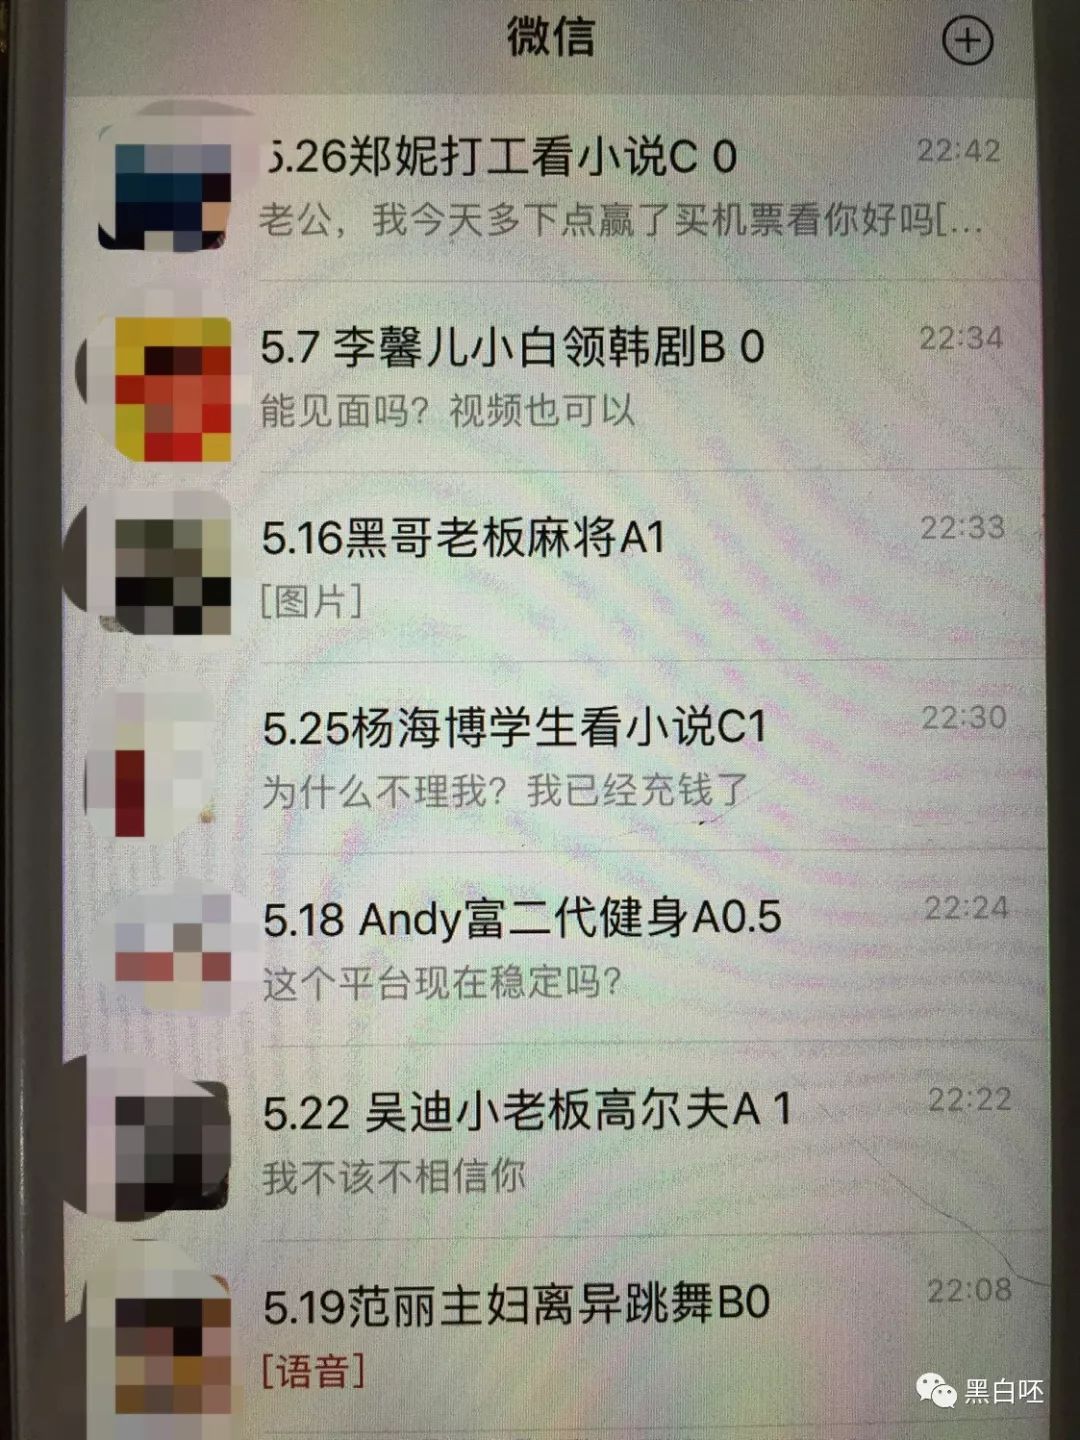 微信
5.26郑妮打工看小说C 0
22:42
老公，我今天多下点赢了买机票看你好吗[...
5.7 李馨儿小白领韩剧B 0
22:34
能见面吗？视频也可以
5.16黑哥老板麻将A1
22:33
[图片]
5.25杨海博学生看小说C1
22:30
为什么不理我？我已经充钱了
5.18 Andy富二代健身A0.5
22:24
这个平台现在稳定吗？
5.22 吴迪小老板高尔夫A 1
22:22
我不该不相信你
5.19范丽主妇离异跳舞B0
22:08
[语音]
黑白呸